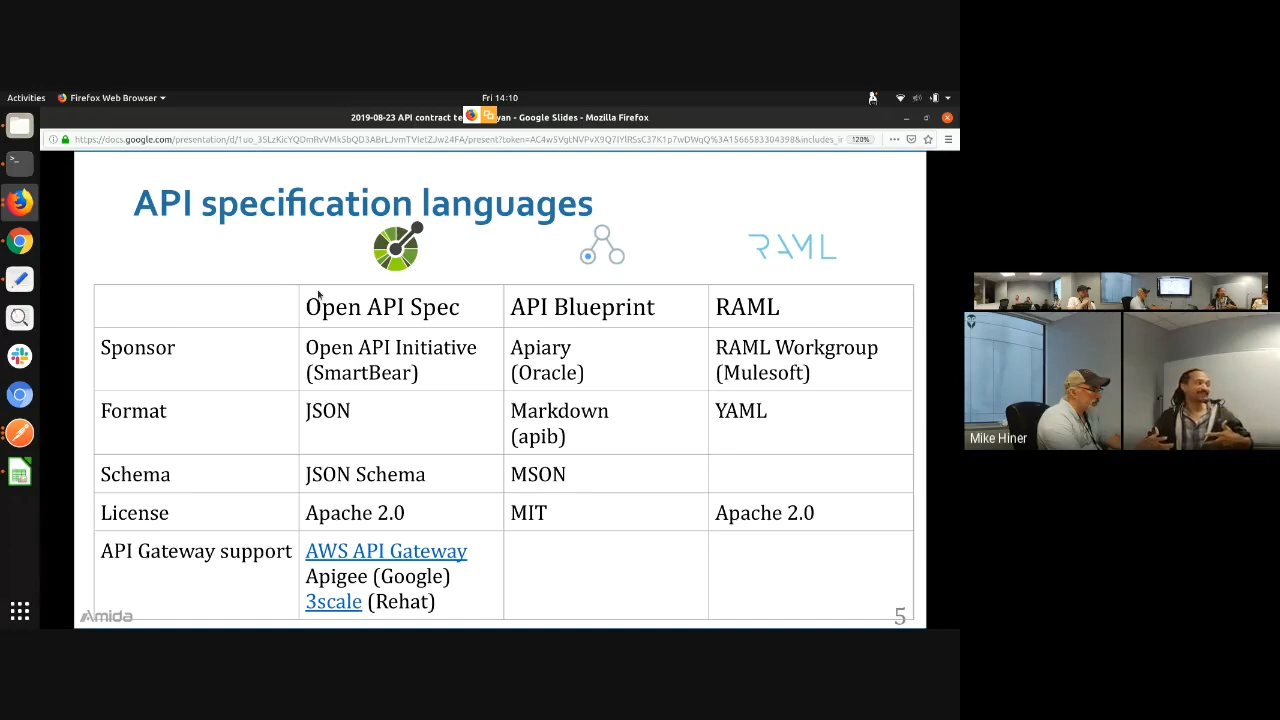 Activities
Firefox Web Browser
Fri 14:10
2019-08-23 API contract te
yan - Google Slides - Mozilla Firefox
120%
API specification languages
RAML
Open API Spec
API Blueprint
RAML
Sponsor
Open API Initiative
(SmartBear)
Apiary
(Oracle)
RAML Workgroup
(Mulesoft)
Format
JSON
Markdown
(apib)
YAML
Schema
JSON Schema
MSON
License
Apache 2.0
MIT
Apache 2.0
API Gateway support
AWS API Gateway
Apigee (Google)
3scale (Rehat)
Amida
5
Mike Hiner